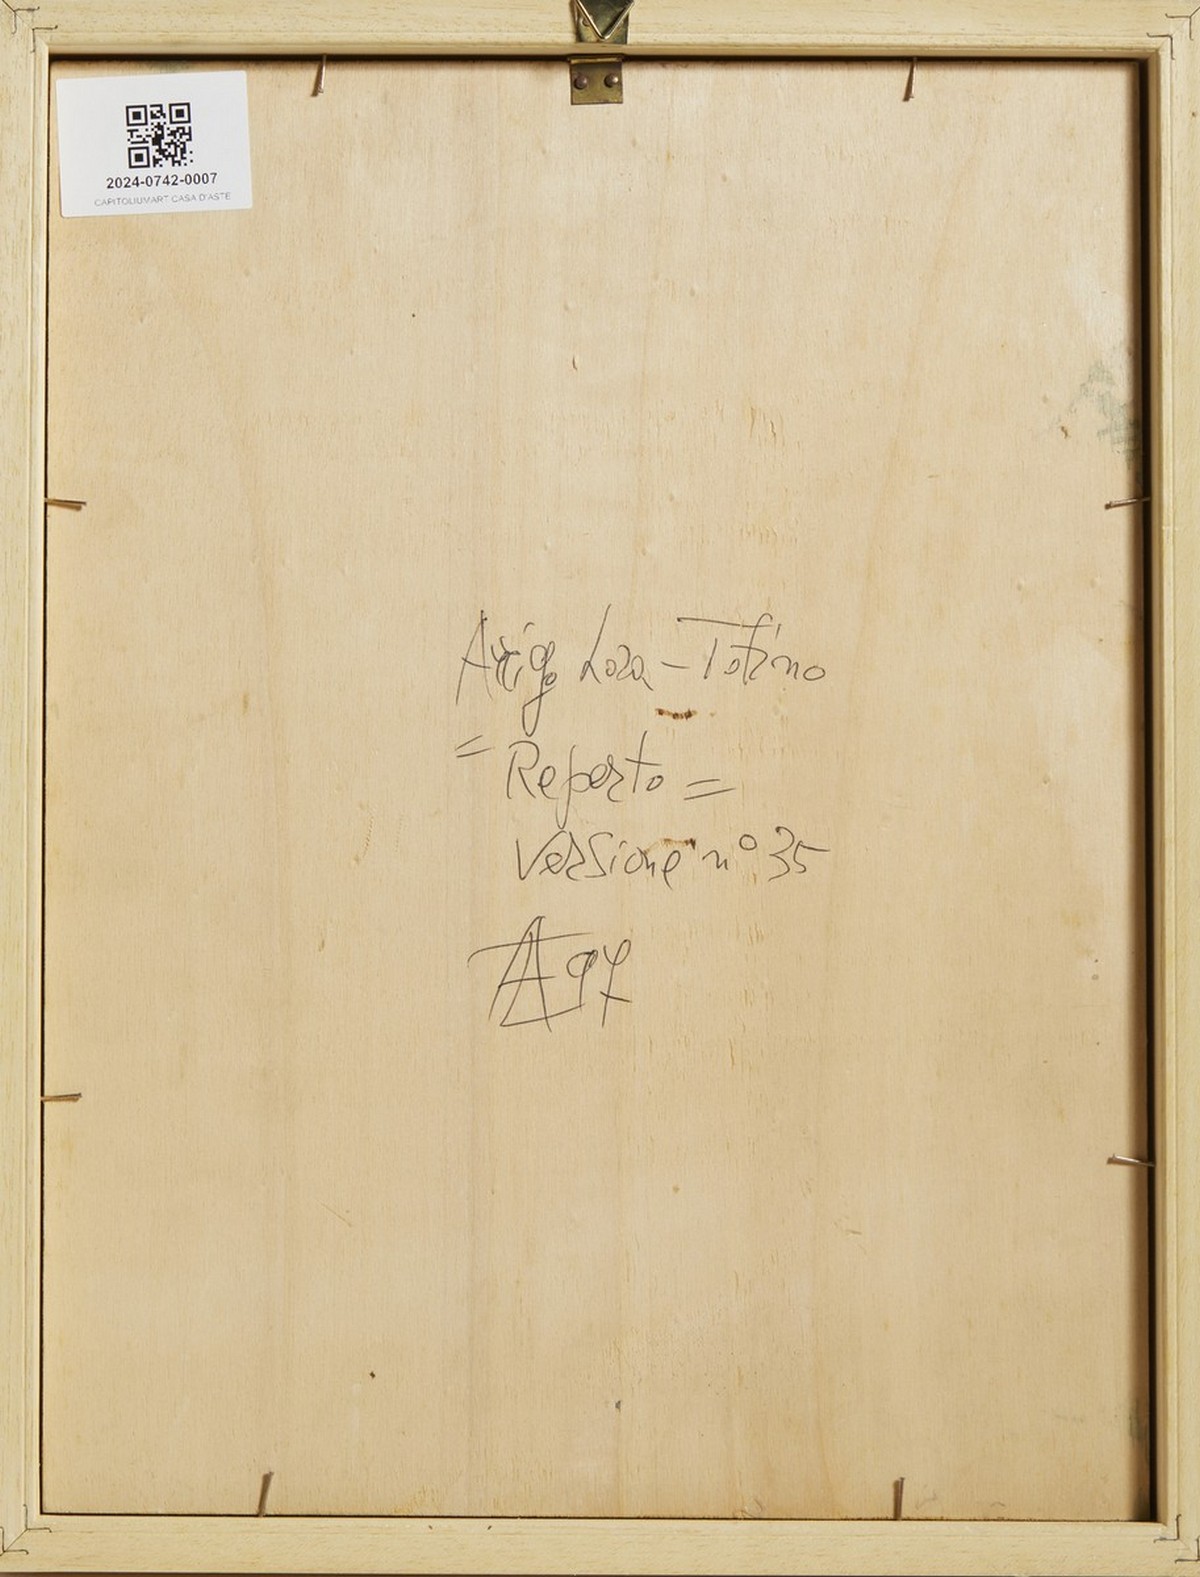 2024-0742-0007
CAPITOLIUMART CASA D'ASTE
Arrigo Lora-Totino
= Reperto =
versione n° 35
97